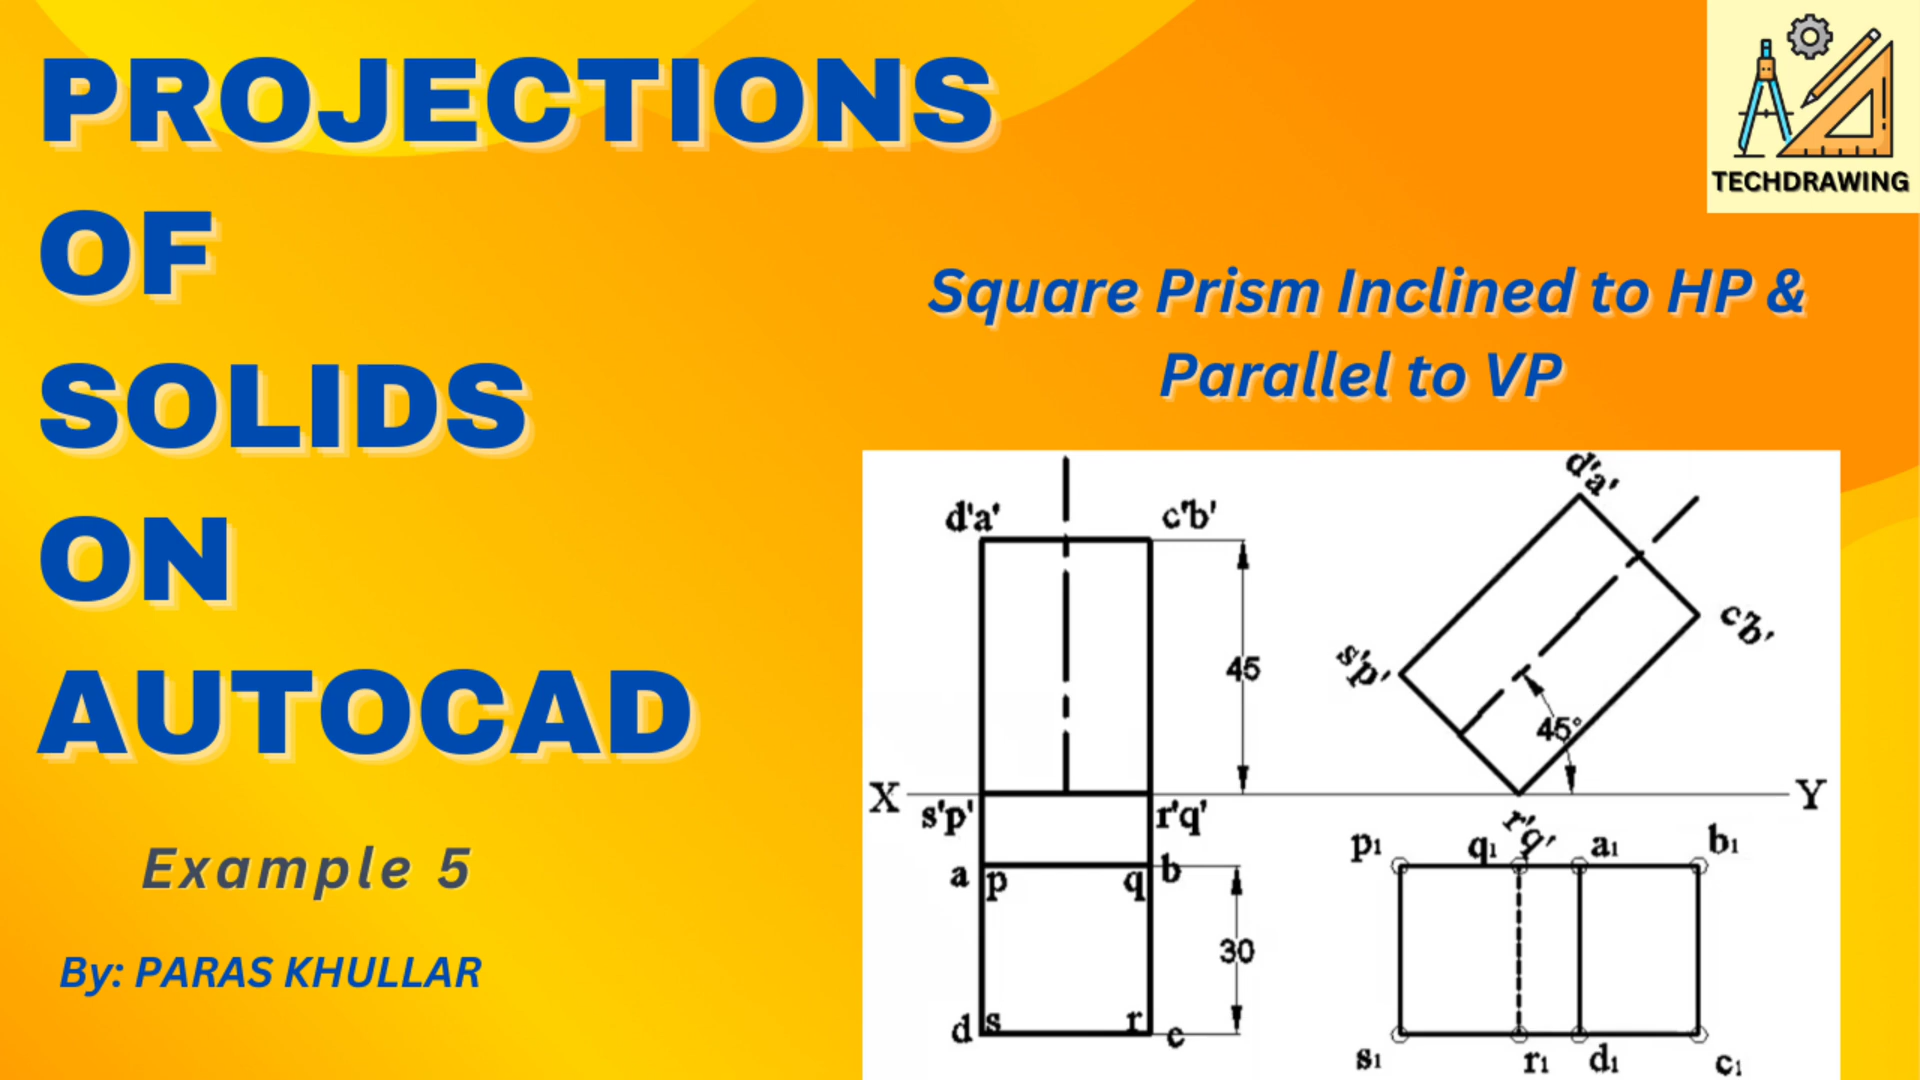 PROJECTIONS
OF
SOLIDS
ON
AUTOCAD
Example 5
By: PARAS KHULLAR
TECHDRAWING
Square Prism Inclined to HP &
Parallel to VP
d'a' c'b'
45
X s'p' r'q'
a p q b
30
d s r c
d'a'
s'p' c'b'
45°
Y
r'q'
p1 q1 a1 b1
s1 r1 d1 c1